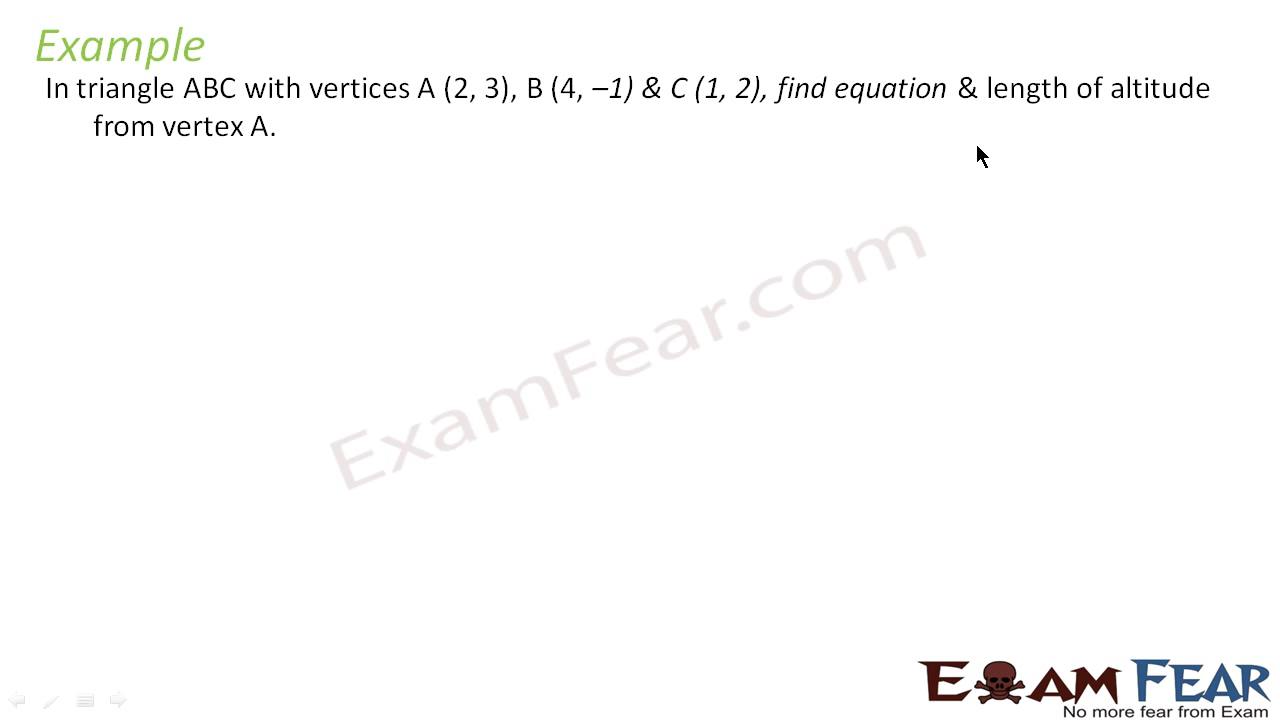 Example
In triangle ABC with vertices A (2, 3), B (4, –1) & C (1, 2), find equation & length of altitude
from vertex A.
ExamFear.com
EXAM FEAR
No more fear from Exam